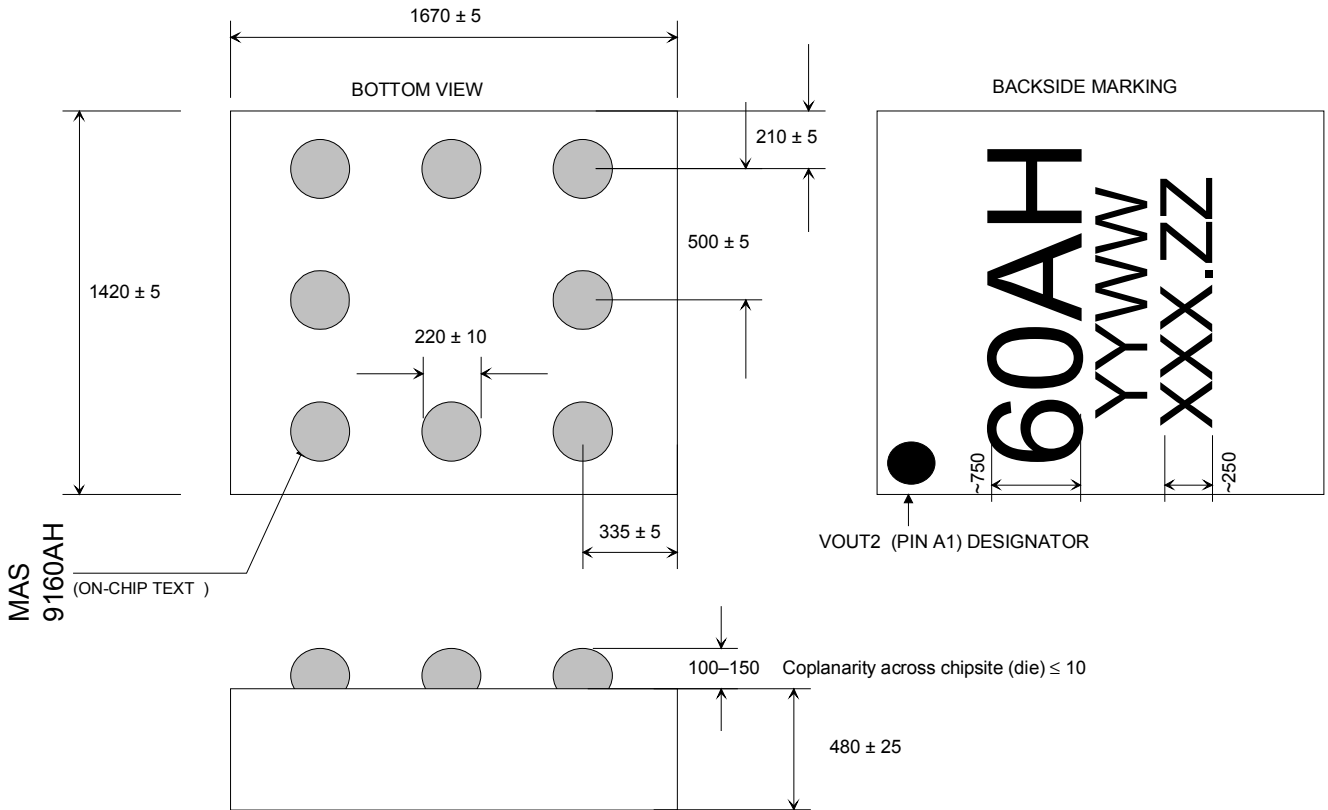 1670 ± 5
BOTTOM VIEW
BACKSIDE MARKING
210 ± 5
500 ± 5
1420 ± 5
220 ± 10
335 ± 5
60AH
YYWW
XXX.ZZ
~750
~250
VOUT2 (PIN A1) DESIGNATOR
MAS
9160AH
(ON-CHIP TEXT )
100–150 Coplanarity across chipsite (die) ≤ 10
480 ± 25